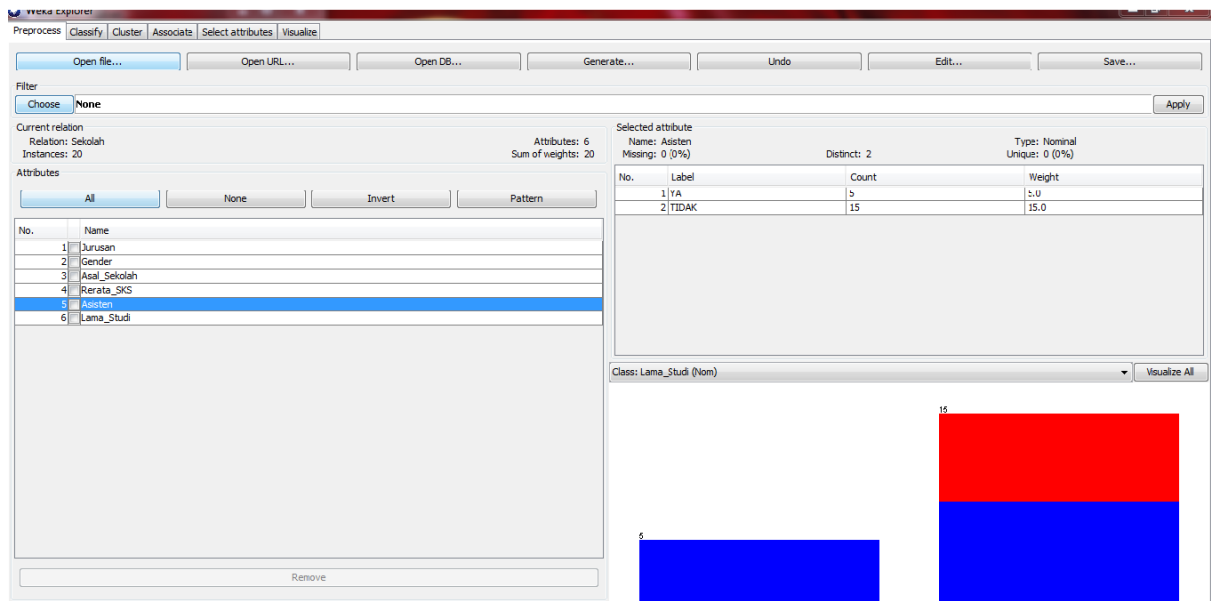 Weka Explorer
Preprocess Classify Cluster Associate Select attributes Visualize
Open file... Open URL... Open DB... Generate... Undo Edit... Save...
Filter
Choose None Apply
Current relation
Relation: Sekolah Attributes: 6
Instances: 20 Sum of weights: 20
Selected attribute
Name: Asisten Type: Nominal
Missing: 0 (0%) Distinct: 2 Unique: 0 (0%)
Attributes
All None Invert Pattern
No. Name
1 Jurusan
2 Gender
3 Asal_Sekolah
4 Rerata_SKS
5 Asisten
6 Lama_Studi
Remove
No. Label Count Weight
1 YA 5 5.0
2 TIDAK 15 15.0
Class: Lama_Studi (Nom) Visualize All
15
5